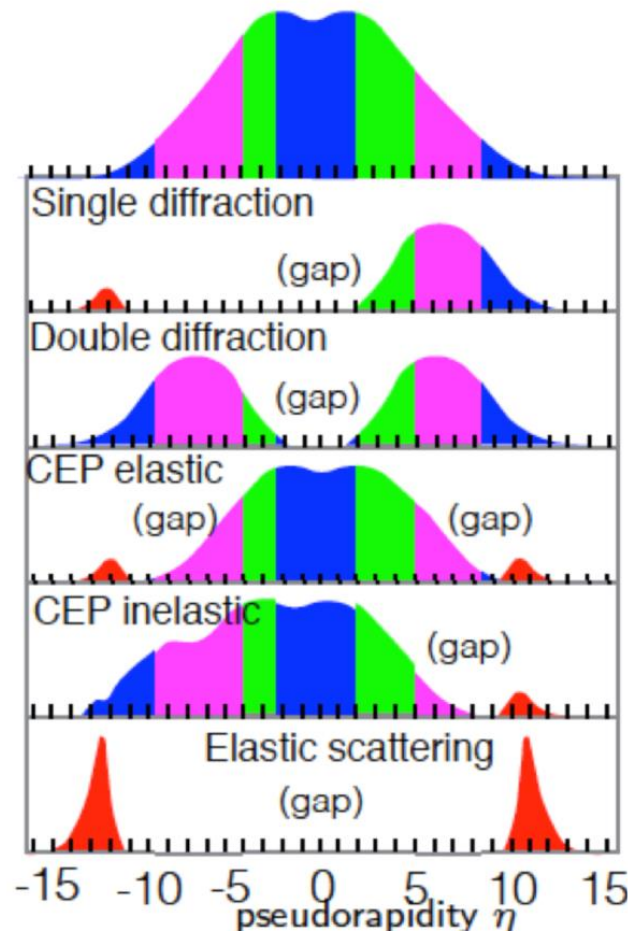 Single diffraction
(gap)
Double diffraction
(gap)
CEP elastic
(gap) (gap)
CEP inelastic
(gap)
Elastic scattering
(gap)
-15 -10 -5 0 5 10 15
pseudorapidity η